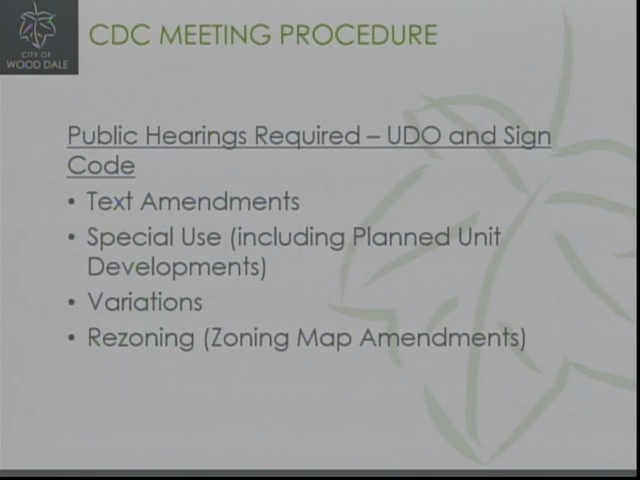 CITY OF
WOOD DALE
CDC MEETING PROCEDURE
Public Hearings Required – UDO and Sign
Code
• Text Amendments
• Special Use (including Planned Unit
Developments)
• Variations
• Rezoning (Zoning Map Amendments)